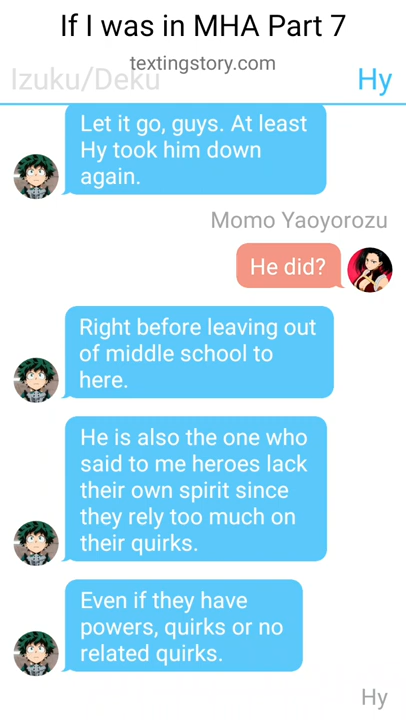 If I was in MHA Part 7
textingstory.com
Izuku/Deku
Hy
Let it go, guys. At least
Hy took him down
again.
Momo Yaoyorozu
He did?
Right before leaving out
of middle school to
here.
He is also the one who
said to me heroes lack
their own spirit since
they rely too much on
their quirks.
Even if they have
powers, quirks or no
related quirks.
Hy